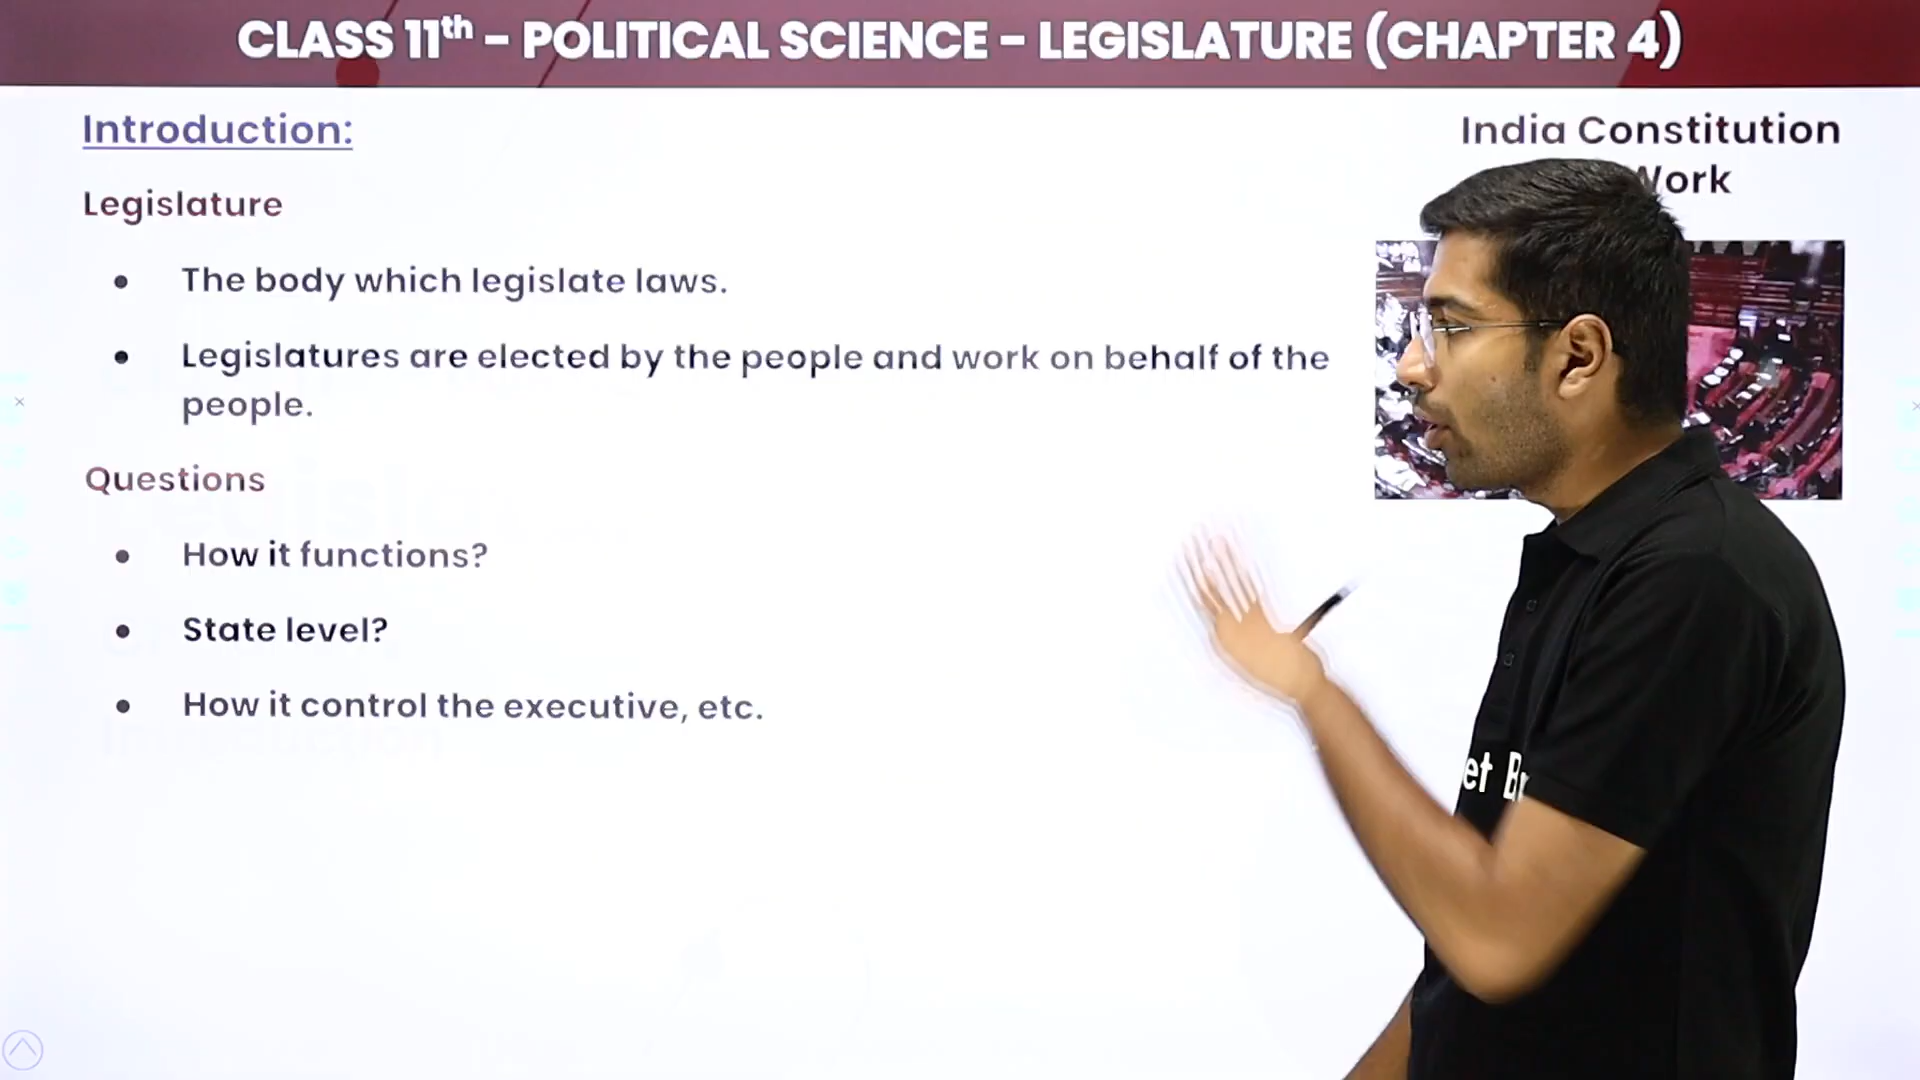 CLASS 11th - POLITICAL SCIENCE - LEGISLATURE (CHAPTER 4)
Introduction:
India Constitution
Work
Legislature
• The body which legislate laws.
• Legislatures are elected by the people and work on behalf of the
people.
Questions
• How it functions?
• State level?
• How it control the executive, etc.
et